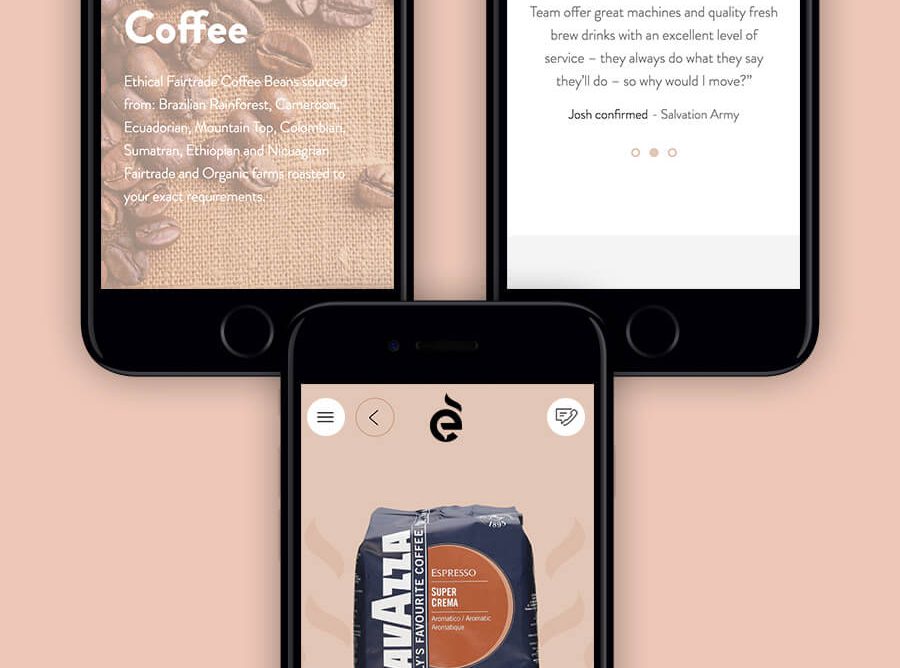 Coffee
Ethical Fairtrade Coffee Beans sourced
from: Brazilian Rainforest, Cameroon,
Ecuadorian, Mountain Top, Colombian,
Sumatran, Ethiopian and Nicuagrian
Fairtrade and Organic farms roasted to
your exact requirements.
Team offer great machines and quality fresh
brew drinks with an excellent level of
service – they always do what they say
they’ll do – so why would I move?”
Josh confirmed - Salvation Army
è
1895
AVAZZA
LY'S FAVOURITE COFFEE
ESPRESSO
SUPER
CREMA
Aromatico / Aromatic
Aromatique